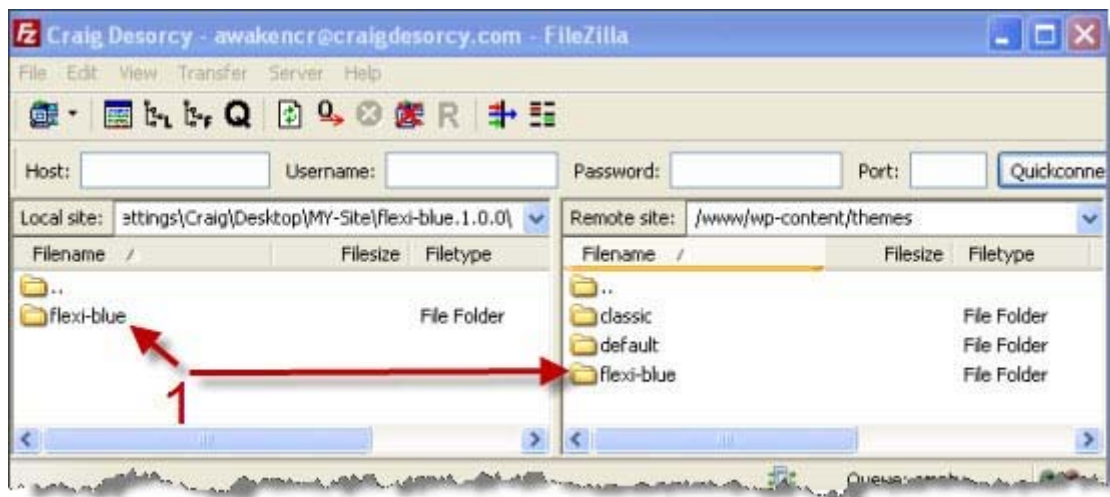 Fz Craig Desorcy - awakencr@craigdesorcy.com - FileZilla
File Edit View Transfer Server Help
L F Q Q R
Host: Username: Password: Port: Quickconne
Local site: ettings\Craig\Desktop\MY-Site\flexi-blue.1.0.0\ Remote site: /www/wp-content/themes
Filename / Filesize Filetype Filename / Filesize Filetype
.. ..
flexi-blue File Folder classic File Folder
default File Folder
flexi-blue File Folder
1